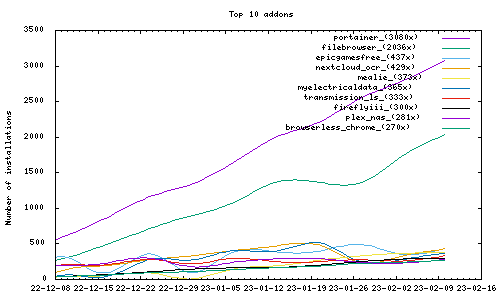 Top 10 addons
Number of installations
3500
3000
2500
2000
1500
1000
500
0
portainer_(3080x)
filebrowser_(2036x)
epicgamesfree_(437x)
nextcloud_ocr_(429x)
mealie_(373x)
myelectricaldata_(365x)
transmission_ls_(333x)
fireflyiii_(300x)
plex_nas_(281x)
browserless_chrome_(270x)
22-12-08 22-12-15 22-12-22 22-12-29 23-01-05 23-01-12 23-01-19 23-01-26 23-02-02 23-02-09 23-02-16